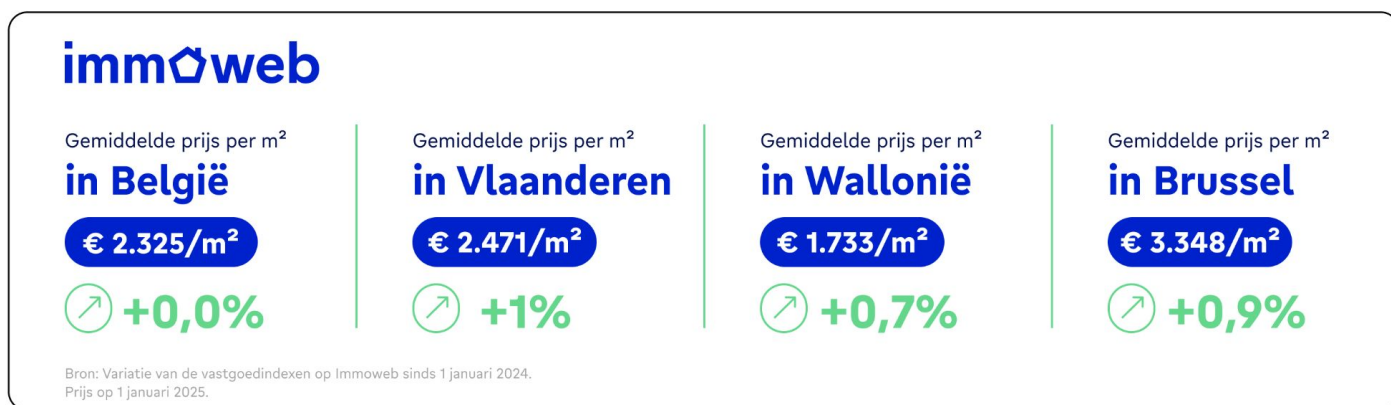 immoweb
Gemiddelde prijs per m²
in België
€ 2.325/m²
+0,0%
Gemiddelde prijs per m²
in Vlaanderen
€ 2.471/m²
+1%
Gemiddelde prijs per m²
in Wallonië
€ 1.733/m²
+0,7%
Gemiddelde prijs per m²
in Brussel
€ 3.348/m²
+0,9%
Bron: Variatie van de vastgoedindexen op Immoweb sinds 1 januari 2024.
Prijs op 1 januari 2025.